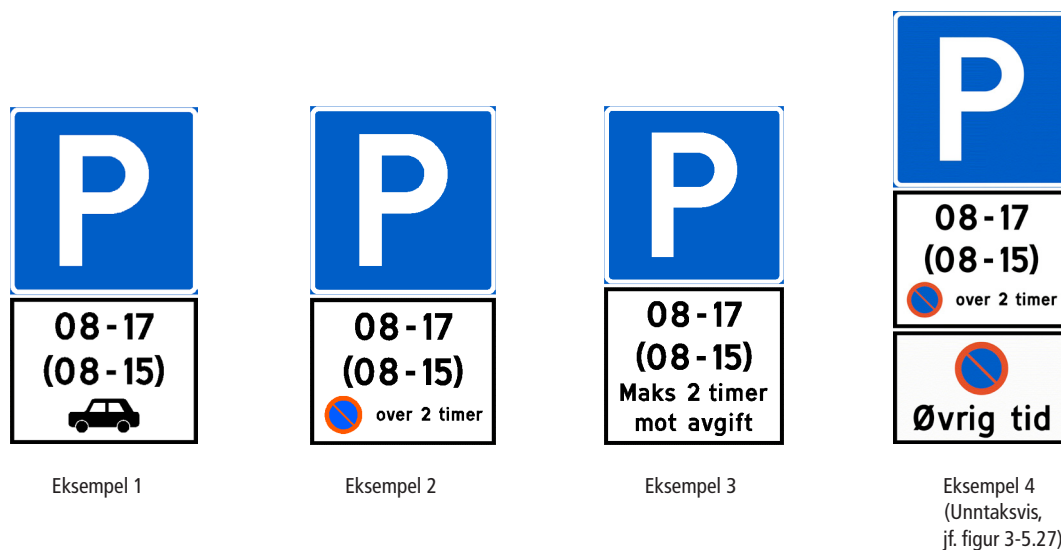 P
08-17
(08-15)
Eksempel 1
P
08-17
(08-15)
over 2 timer
Eksempel 2
P
08-17
(08-15)
Maks 2 timer
mot avgift
Eksempel 3
P
08-17
(08-15)
over 2 timer
Øvrig tid
Eksempel 4
(Unntaksvis,
jf. figur 3-5.27)